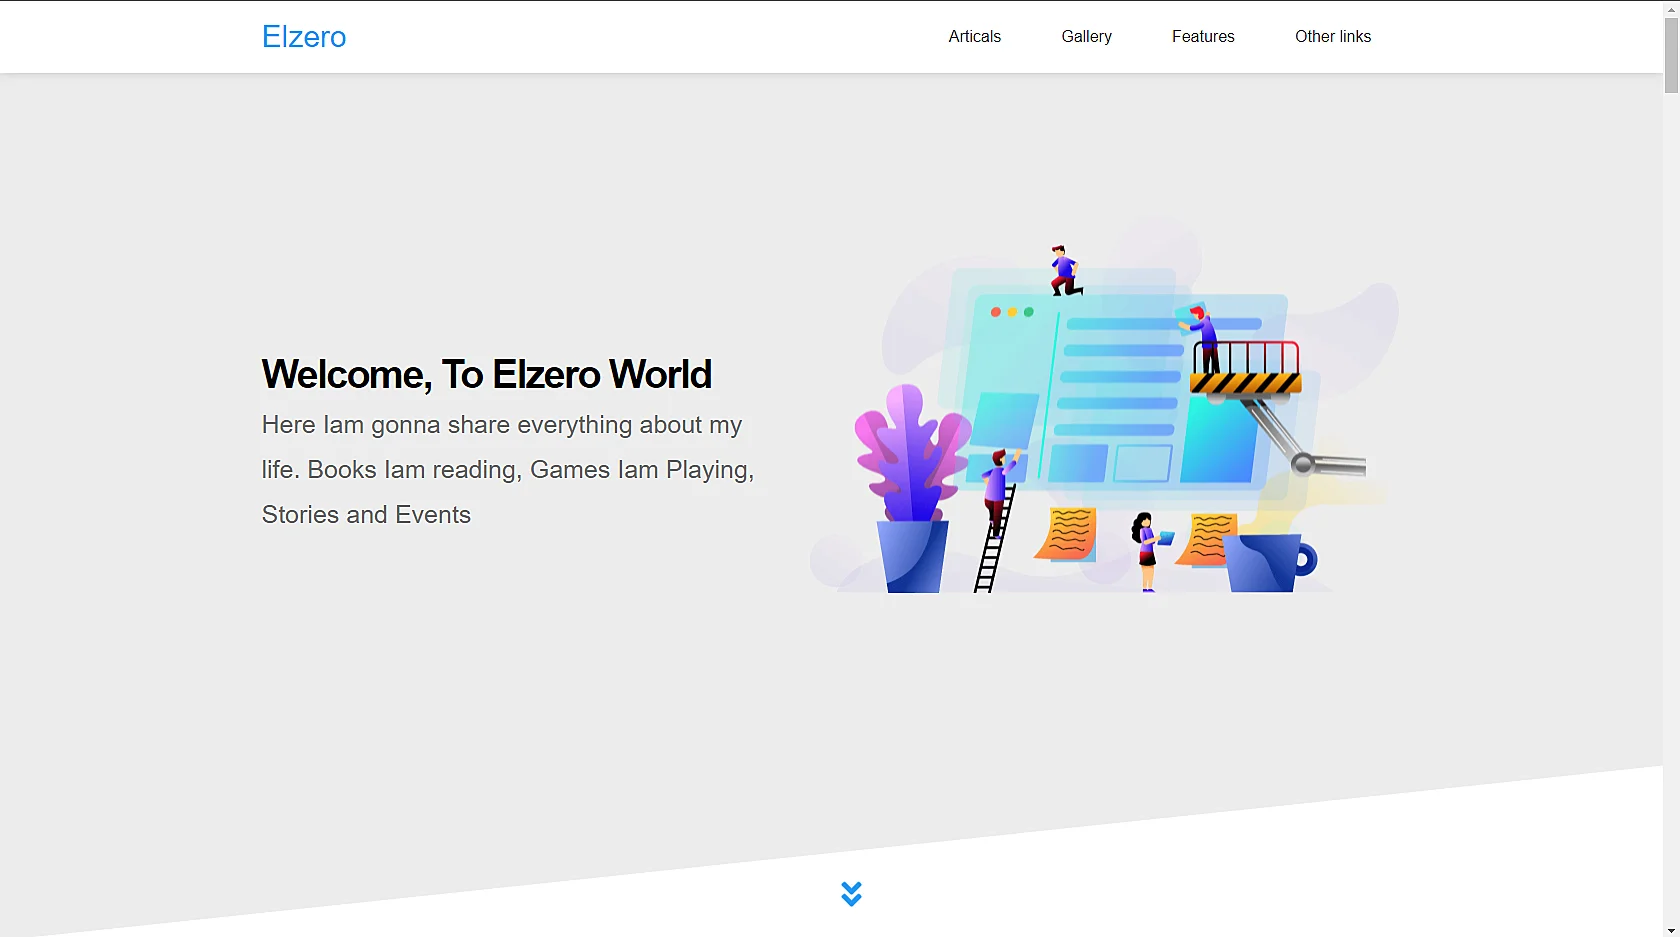 Elzero
Articals
Gallery
Features
Other links
Welcome, To Elzero World
Here Iam gonna share everything about my
life. Books Iam reading, Games Iam Playing,
Stories and Events